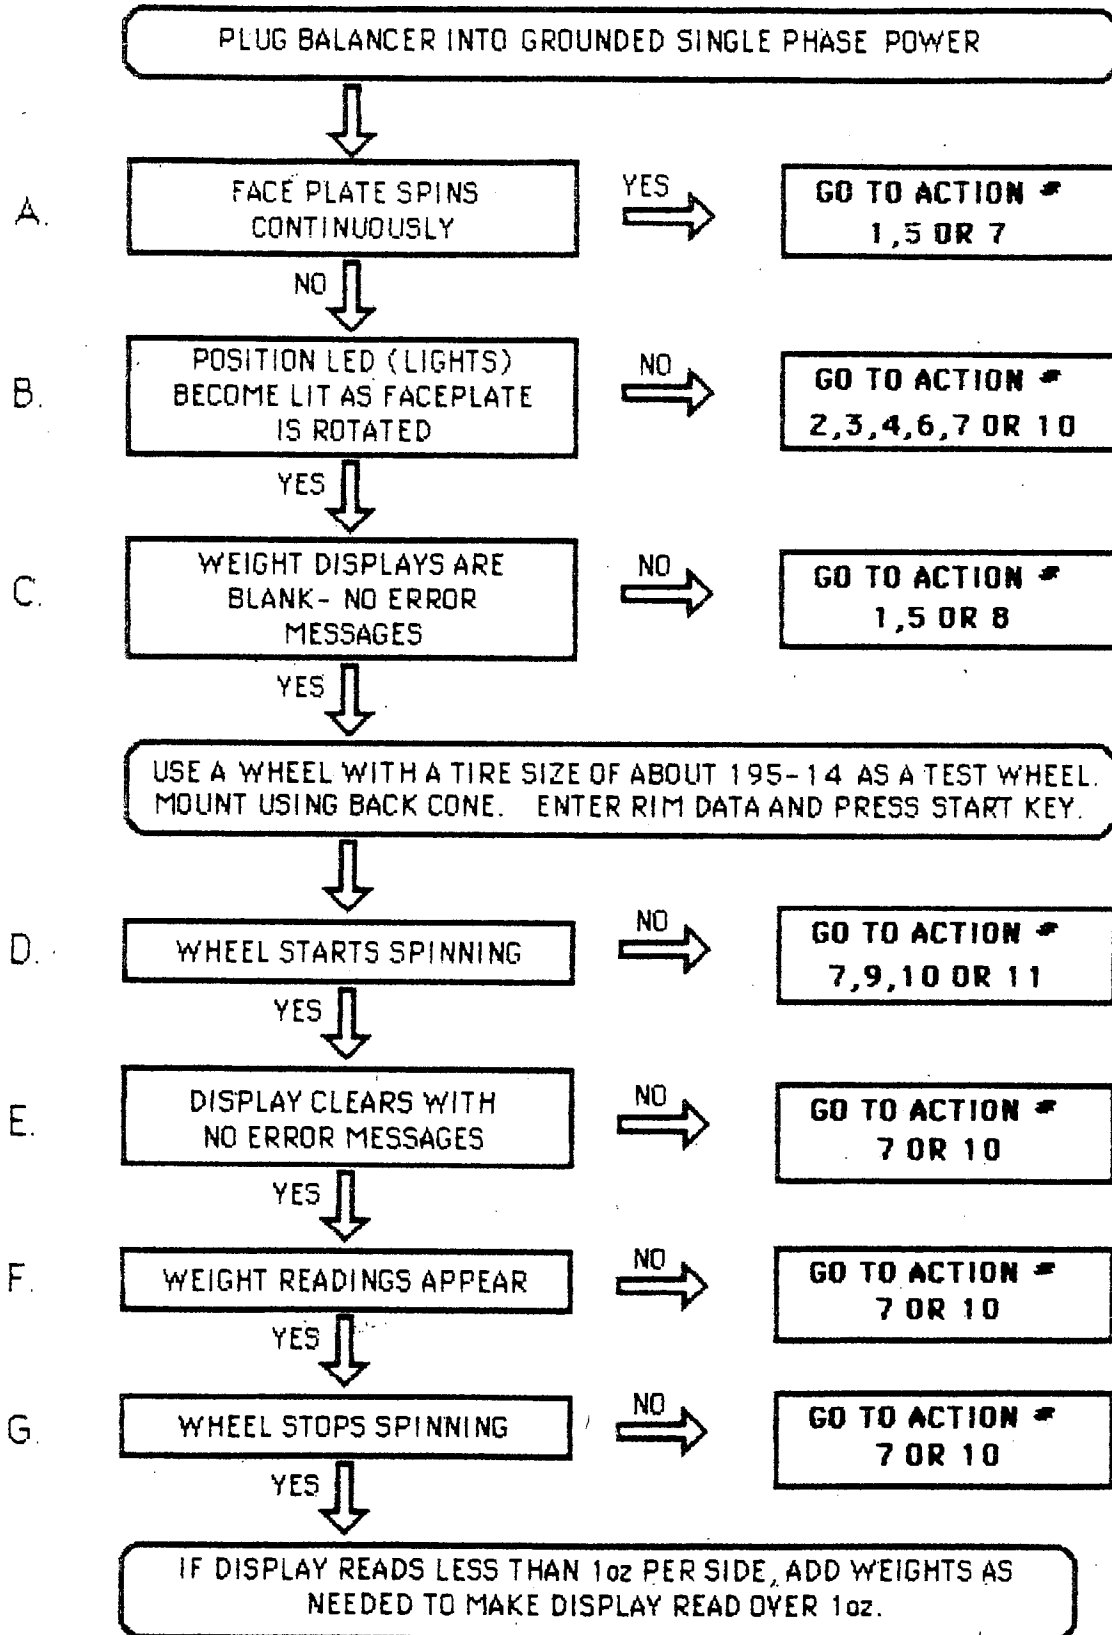 PLUG BALANCER INTO GROUNDED SINGLE PHASE POWER
A.
FACE PLATE SPINS
CONTINUOUSLY
YES
GO TO ACTION #
1,5 OR 7
NO
B.
POSITION LED (LIGHTS)
BECOME LIT AS FACEPLATE
IS ROTATED
NO
GO TO ACTION #
2,3,4,6,7 OR 10
YES
C.
WEIGHT DISPLAYS ARE
BLANK- NO ERROR
MESSAGES
NO
GO TO ACTION #
1,5 OR 8
YES
USE A WHEEL WITH A TIRE SIZE OF ABOUT 195-14 AS A TEST WHEEL.
MOUNT USING BACK CONE. ENTER RIM DATA AND PRESS START KEY.
D.
WHEEL STARTS SPINNING
NO
GO TO ACTION #
7,9,10 OR 11
YES
E.
DISPLAY CLEARS WITH
NO ERROR MESSAGES
NO
GO TO ACTION #
7 OR 10
YES
F.
WEIGHT READINGS APPEAR
NO
GO TO ACTION #
7 OR 10
YES
G.
WHEEL STOPS SPINNING
NO
GO TO ACTION #
7 OR 10
YES
IF DISPLAY READS LESS THAN 1oz PER SIDE, ADD WEIGHTS AS
NEEDED TO MAKE DISPLAY READ OVER 1oz.